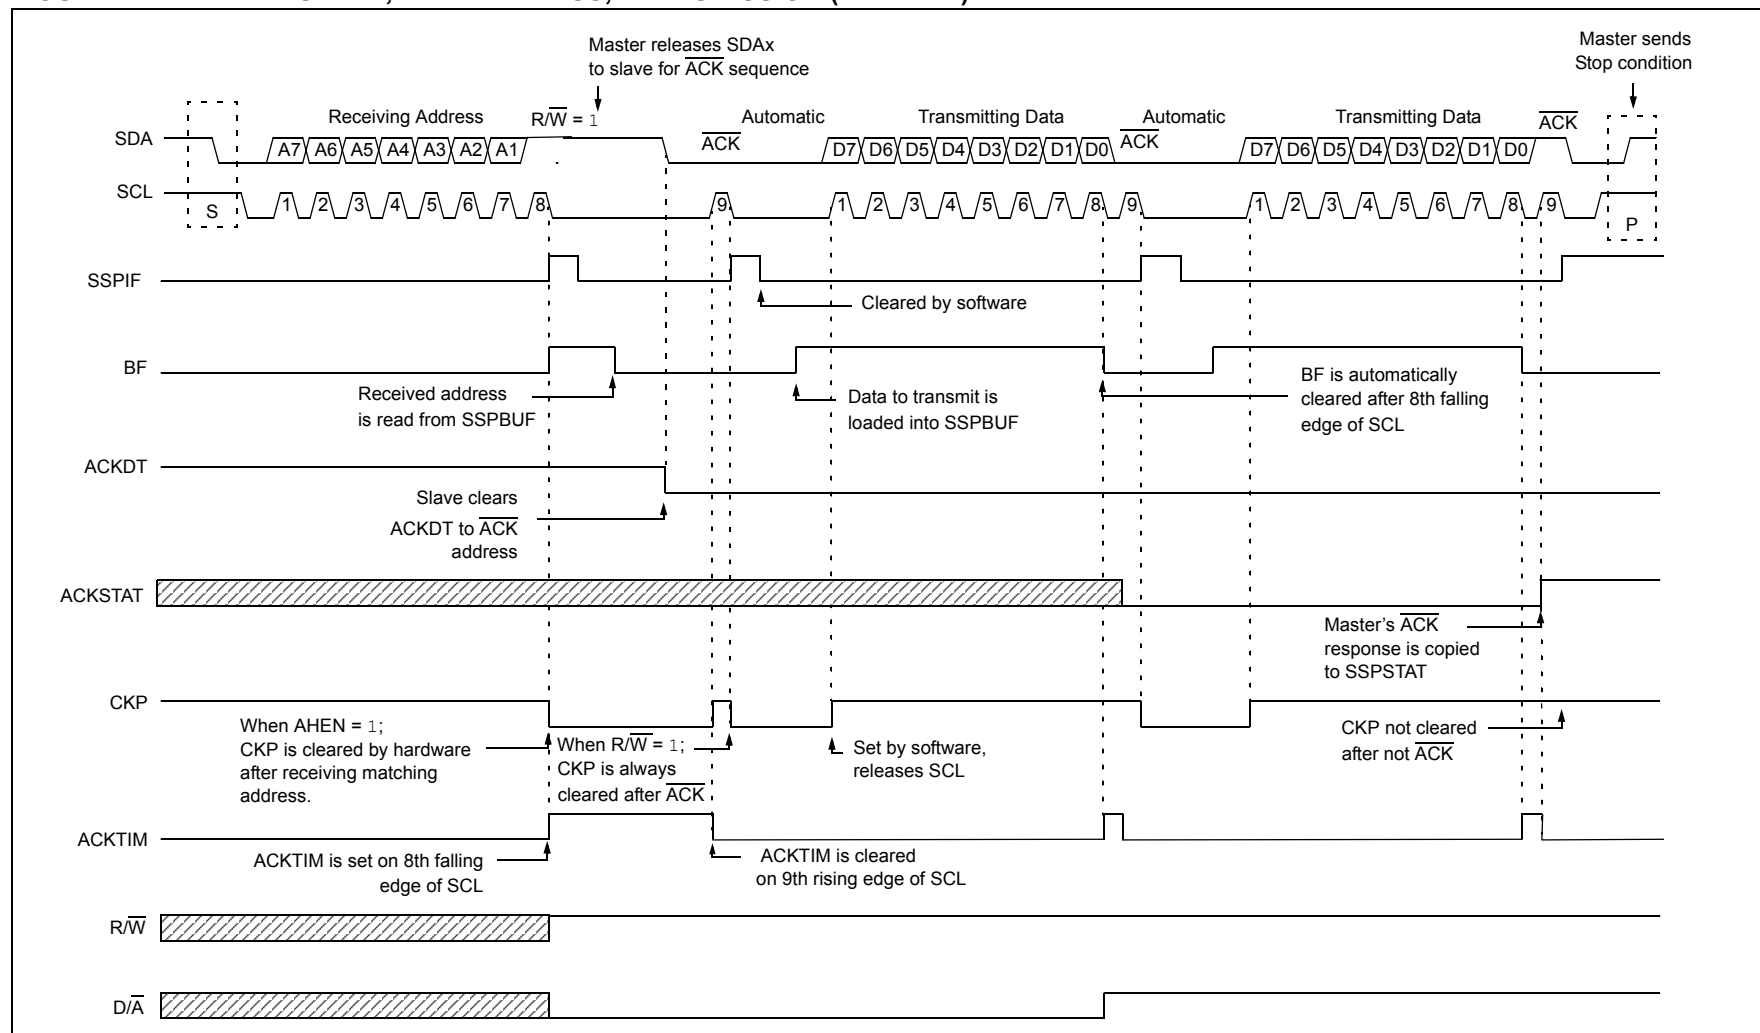 Master releases SDAx
to slave for ACK sequence
Master sends
Stop condition
Receiving Address
R/W = 1
Automatic
Transmitting Data
Automatic
Transmitting Data
ACK
SDA
A7 A6 A5 A4 A3 A2 A1
ACK
D7 D6 D5 D4 D3 D2 D1 D0
ACK
D7 D6 D5 D4 D3 D2 D1 D0
SCL
S
1 2 3 4 5 6 7 8
9
1 2 3 4 5 6 7 8 9
1 2 3 4 5 6 7 8 9
P
SSPIF
Cleared by software
BF
Received address
is read from SSPBUF
Data to transmit is
loaded into SSPBUF
BF is automatically
cleared after 8th falling
edge of SCL
ACKDT
Slave clears
ACKDT to ACK
address
ACKSTAT
Master’s ACK
response is copied
to SSPSTAT
CKP
When AHEN = 1;
CKP is cleared by hardware
after receiving matching
address.
When R/W = 1;
CKP is always
cleared after ACK
Set by software,
releases SCL
CKP not cleared
after not ACK
ACKTIM
ACKTIM is set on 8th falling
edge of SCL
ACKTIM is cleared
on 9th rising edge of SCL
R/W
D/A